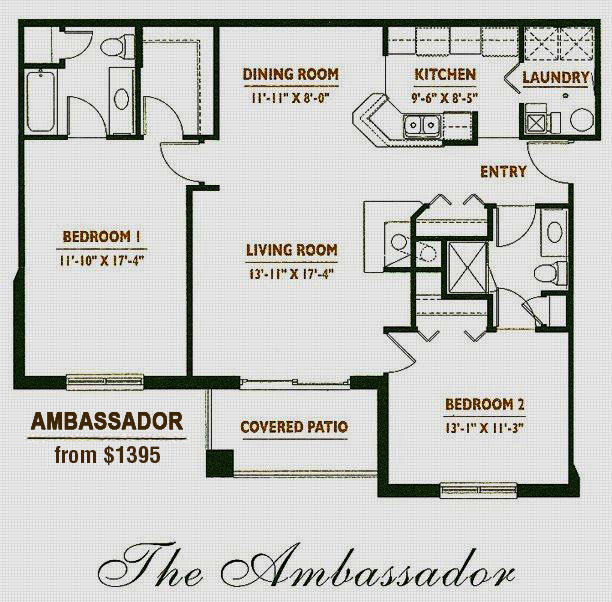 DINING ROOM
11'-11" X 8'-0"
KITCHEN
9'-6" X 8'-5"
LAUNDRY
ENTRY
BEDROOM 1
11'-10" X 17'-4"
LIVING ROOM
13'-11" X 17'-4"
BEDROOM 2
13'-1" X 11'-3"
COVERED PATIO
AMBASSADOR
from $1395
The Ambassador